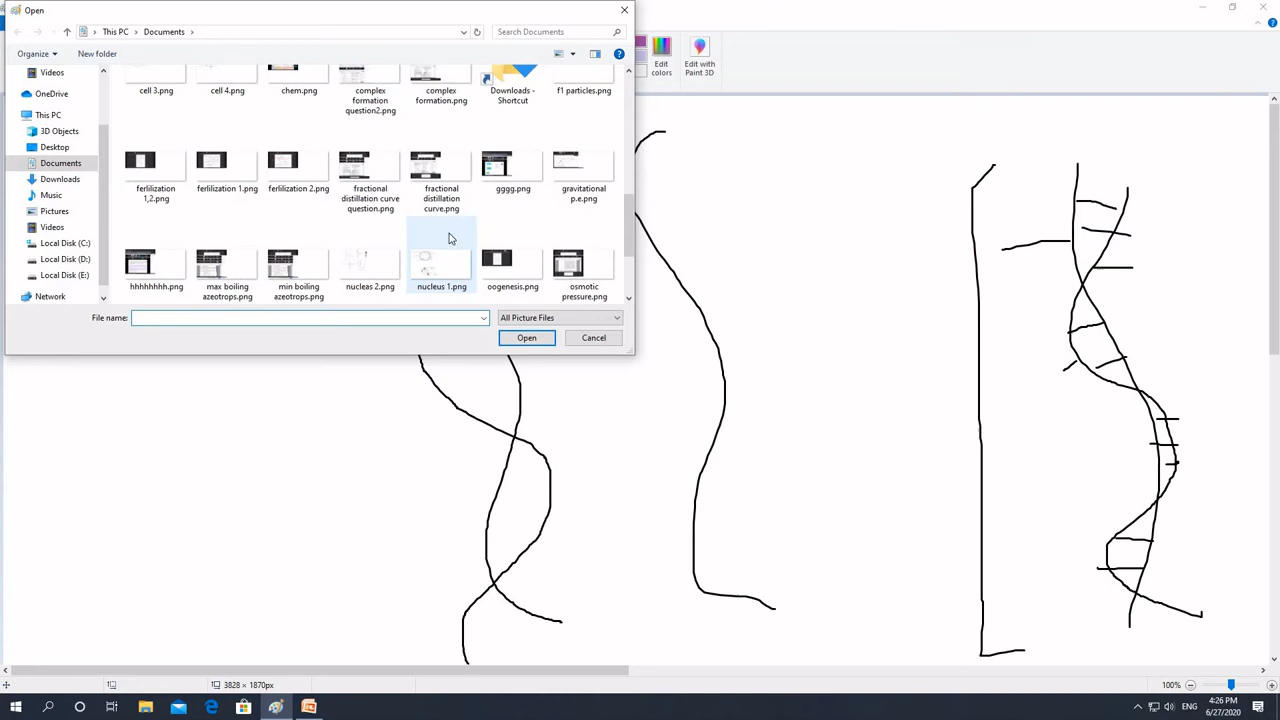 Open
This PC
Documents
Search Documents
Organize
New folder
Edit
colors
Edit with
Paint 3D
Videos
OneDrive
This PC
3D Objects
Desktop
Documents
Downloads
Music
Pictures
Videos
Local Disk (C:)
Local Disk (D:)
Local Disk (E:)
Network
cell 3.png
cell 4.png
chem.png
complex
formation
question2.png
complex
formation.png
Downloads -
Shortcut
f1 particles.png
ferlilization
1,2.png
ferlilization 1.png
ferlilization 2.png
fractional
distillation curve
question.png
fractional
distillation
curve.png
gggg.png
gravitational
p.e.png
hhhhhhhh.png
max boiling
azeotrops.png
min boiling
azeotrops.png
nucleas 2.png
nucleus 1.png
oogenesis.png
osmotic
pressure.png
File name:
All Picture Files
Open
Cancel
3828 × 1870px
100%
ENG
4:26 PM
6/27/2020